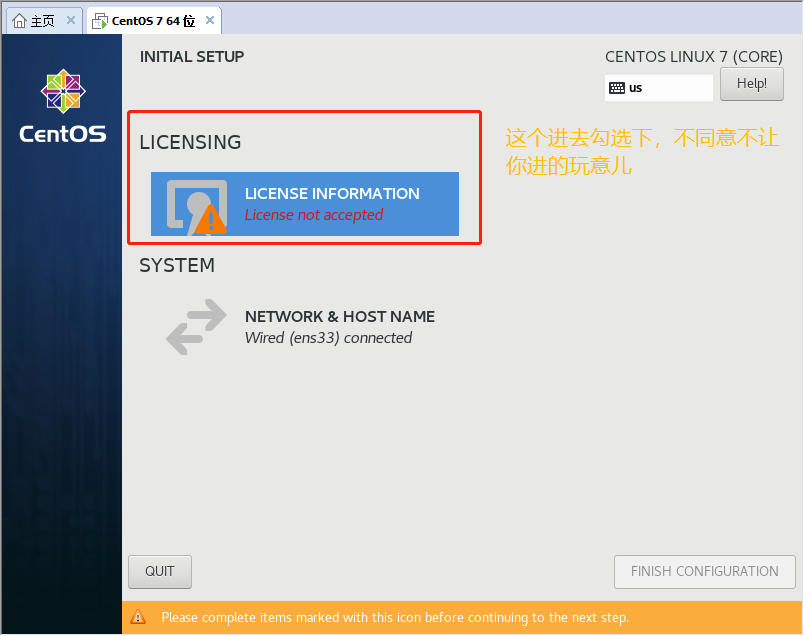 主页
CentOS 7 64 位
INITIAL SETUP
CENTOS LINUX 7 (CORE)
us
Help!
CentOS
LICENSING
这个进去勾选下，不同意不让
你进的玩意儿
LICENSE INFORMATION
License not accepted
SYSTEM
NETWORK & HOST NAME
Wired (ens33) connected
QUIT
FINISH CONFIGURATION
Please complete items marked with this icon before continuing to the next step.